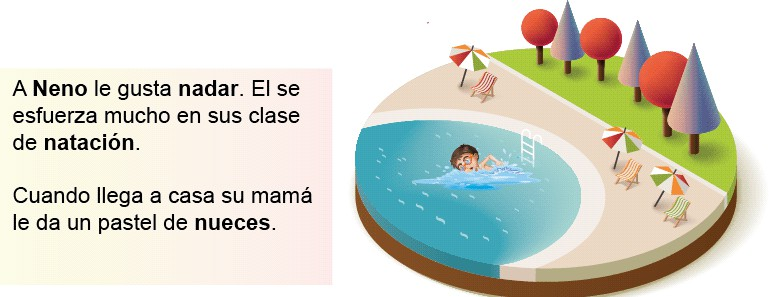 A Neno le gusta nadar. El se
esfuerza mucho en sus clase
de natación.
Cuando llega a casa su mamá
le da un pastel de nueces.